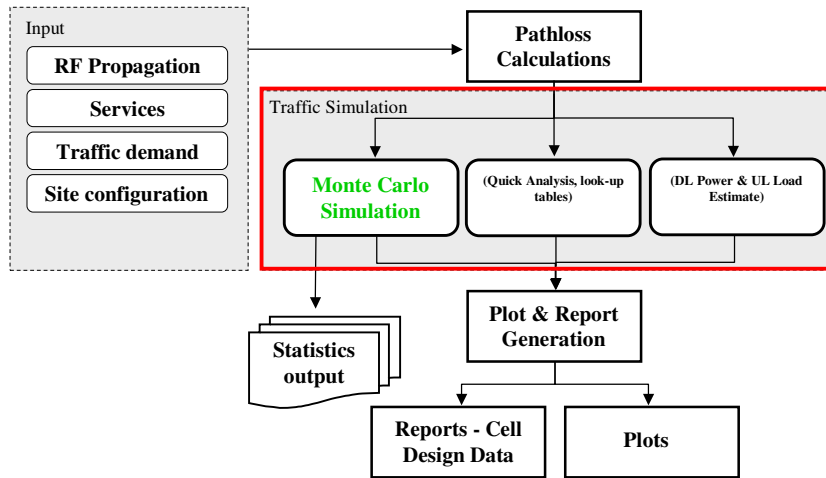 Input
RF Propagation
Services
Traffic demand
Site configuration
Pathloss
Calculations
Traffic Simulation
Monte Carlo
Simulation
(Quick Analysis, look-up
tables)
(DL Power & UL Load
Estimate)
Plot & Report
Generation
Statistics
output
Reports - Cell
Design Data
Plots